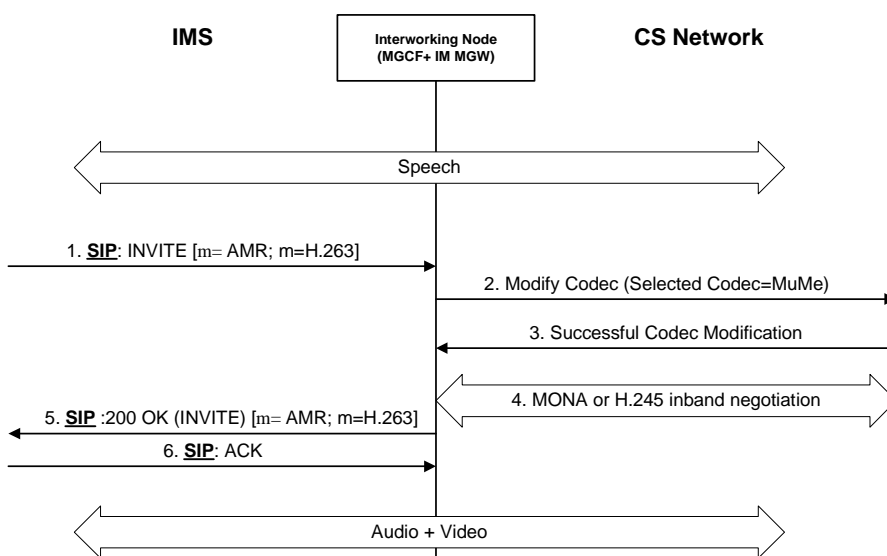 IMS
Interworking Node
(MGCF+ IM MGW)
CS Network
Speech
1. SIP: INVITE [m= AMR; m=H.263]
2. Modify Codec (Selected Codec=MuMe)
3. Successful Codec Modification
4. MONA or H.245 inband negotiation
5. SIP :200 OK (INVITE) [m= AMR; m=H.263]
6. SIP: ACK
Audio + Video